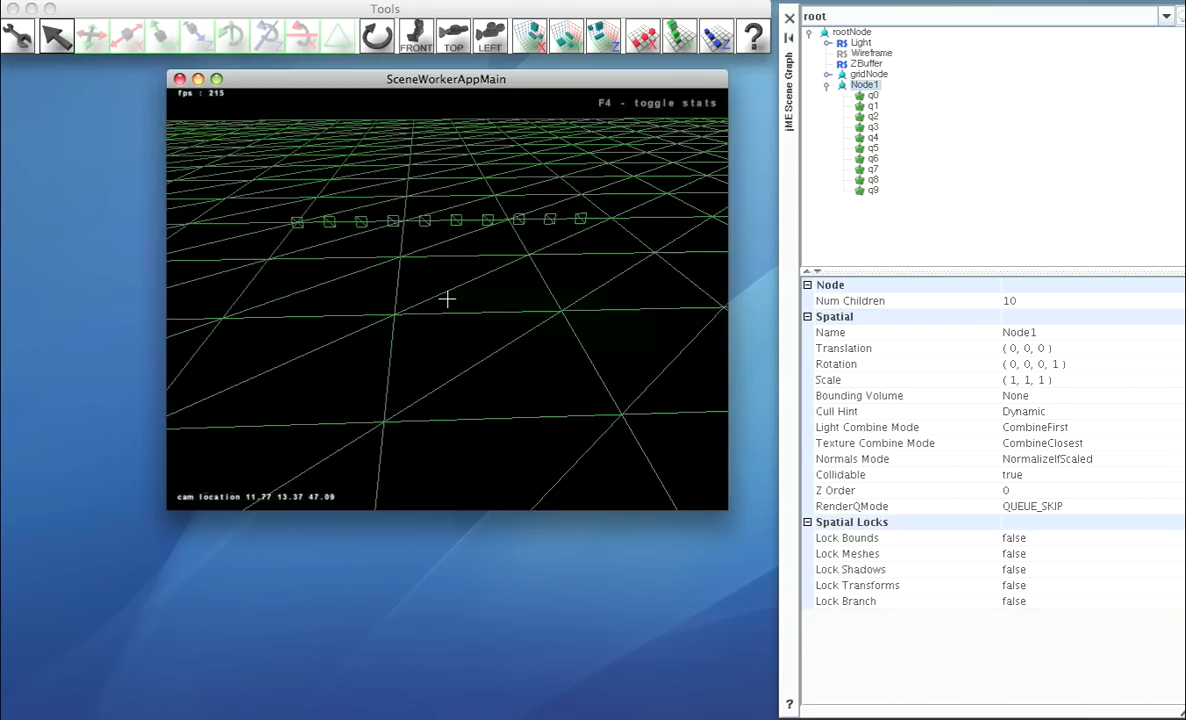 Tools
FRONT
TOP
LEFT
X
Z
X
Y
Z
?
SceneWorkerAppMain
fps : 215
F4 - toggle stats
cam location 11.77 13.37 47.09
jME Scene Graph
?
root
rootNode
RS Light
RS Wireframe
RS ZBuffer
gridNode
Node1
q0
q1
q2
q3
q4
q5
q6
q7
q8
q9
Node
Num Children 10
Spatial
Name Node1
Translation ( 0, 0, 0 )
Rotation ( 0, 0, 0, 1 )
Scale ( 1, 1, 1 )
Bounding Volume None
Cull Hint Dynamic
Light Combine Mode CombineFirst
Texture Combine Mode CombineClosest
Normals Mode NormalizeIfScaled
Collidable true
Z Order 0
RenderQMode QUEUE_SKIP
Spatial Locks
Lock Bounds false
Lock Meshes false
Lock Shadows false
Lock Transforms false
Lock Branch false